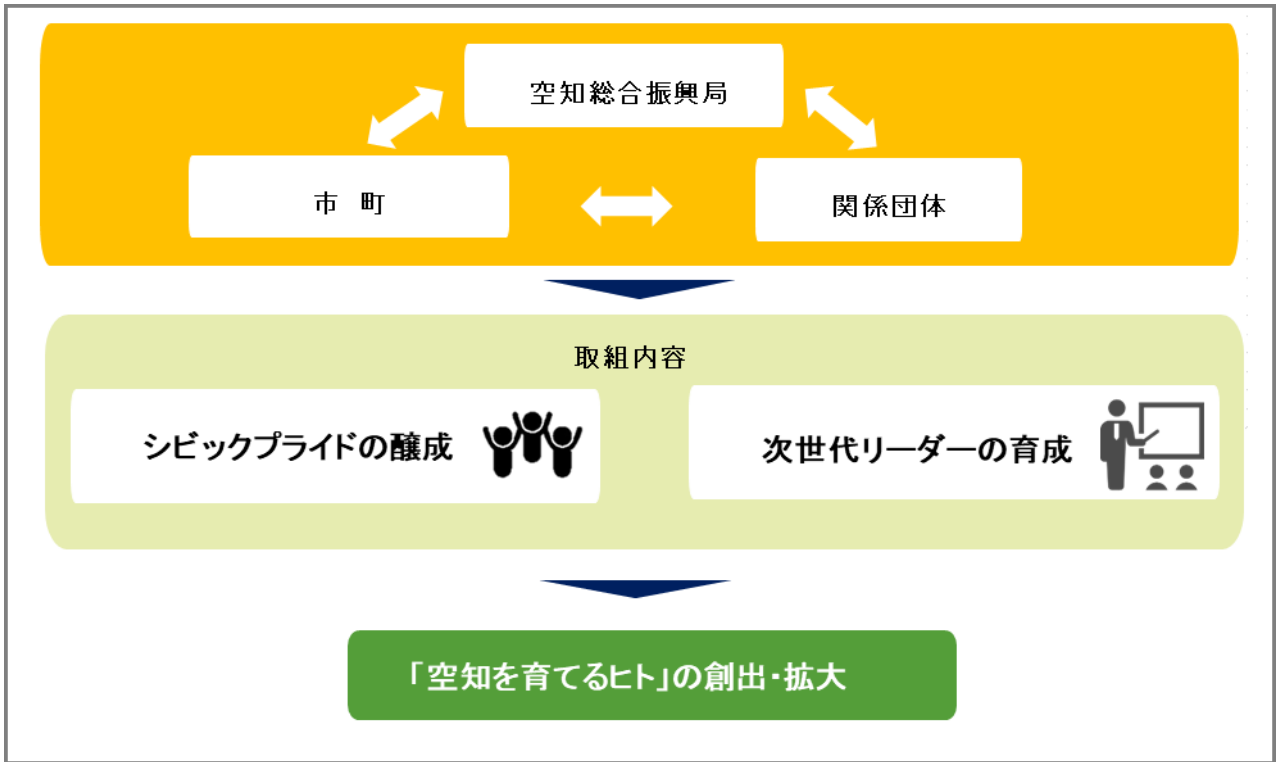 空知総合振興局
市 町
関係団体
取組内容
シビックプライドの醸成
次世代リーダーの育成
「空知を育てるヒト」の創出・拡大